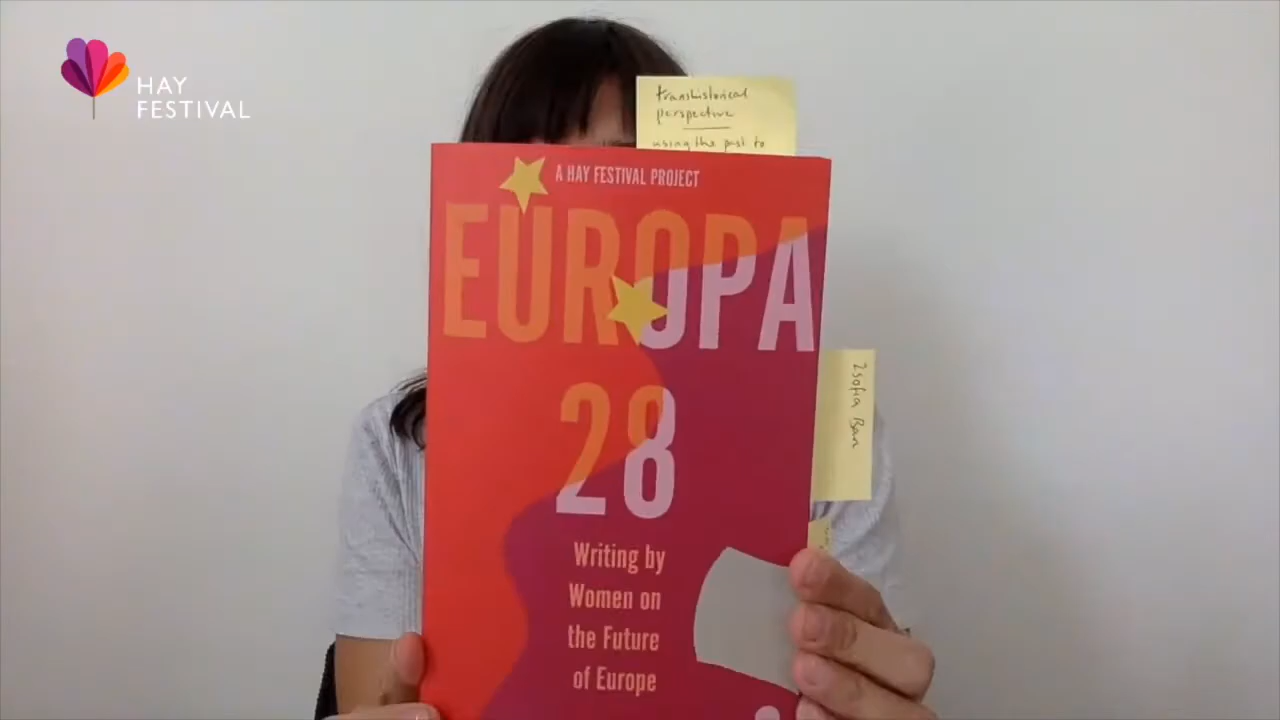 HAY
FESTIVAL
transhistorical
perspective
using the past to
A HAY FESTIVAL PROJECT
EUROPA
28
Zsofia Ban
Writing by
Women on
the Future
of Europe